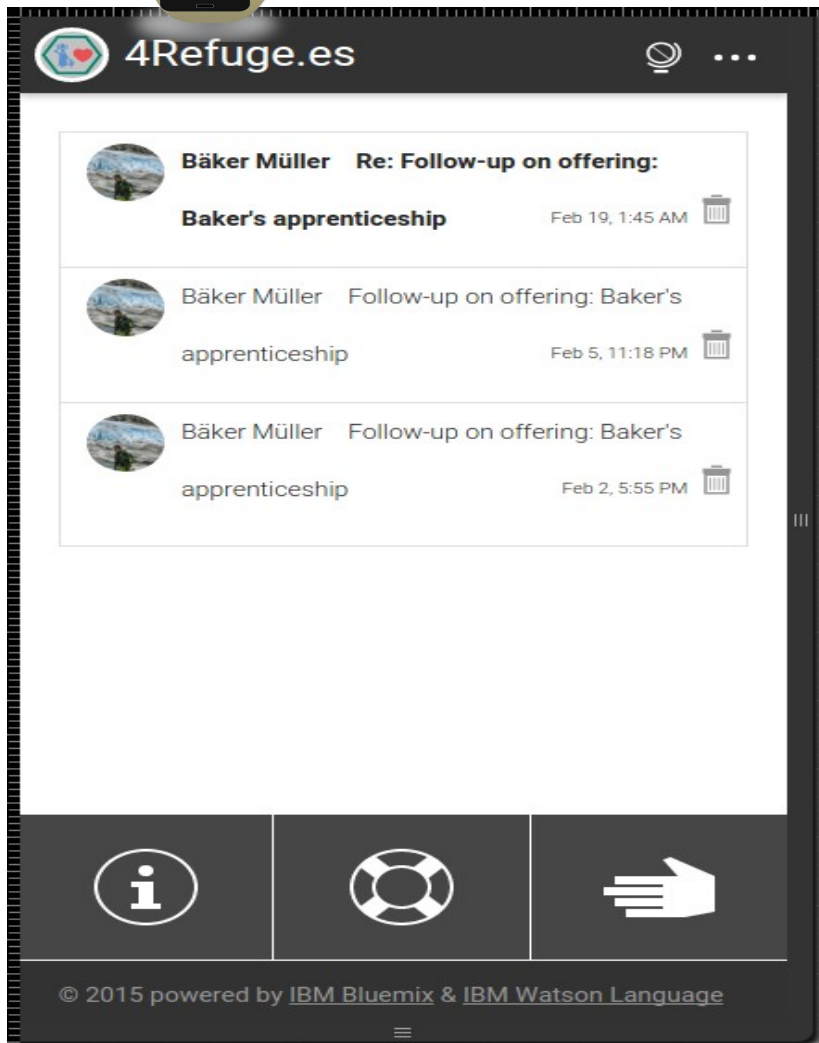 4Refuge.es
Bäker Müller Re: Follow-up on offering:
Baker's apprenticeship Feb 19, 1:45 AM
Bäker Müller Follow-up on offering: Baker's
apprenticeship Feb 5, 11:18 PM
Bäker Müller Follow-up on offering: Baker's
apprenticeship Feb 2, 5:55 PM
© 2015 powered by IBM Bluemix & IBM Watson Language